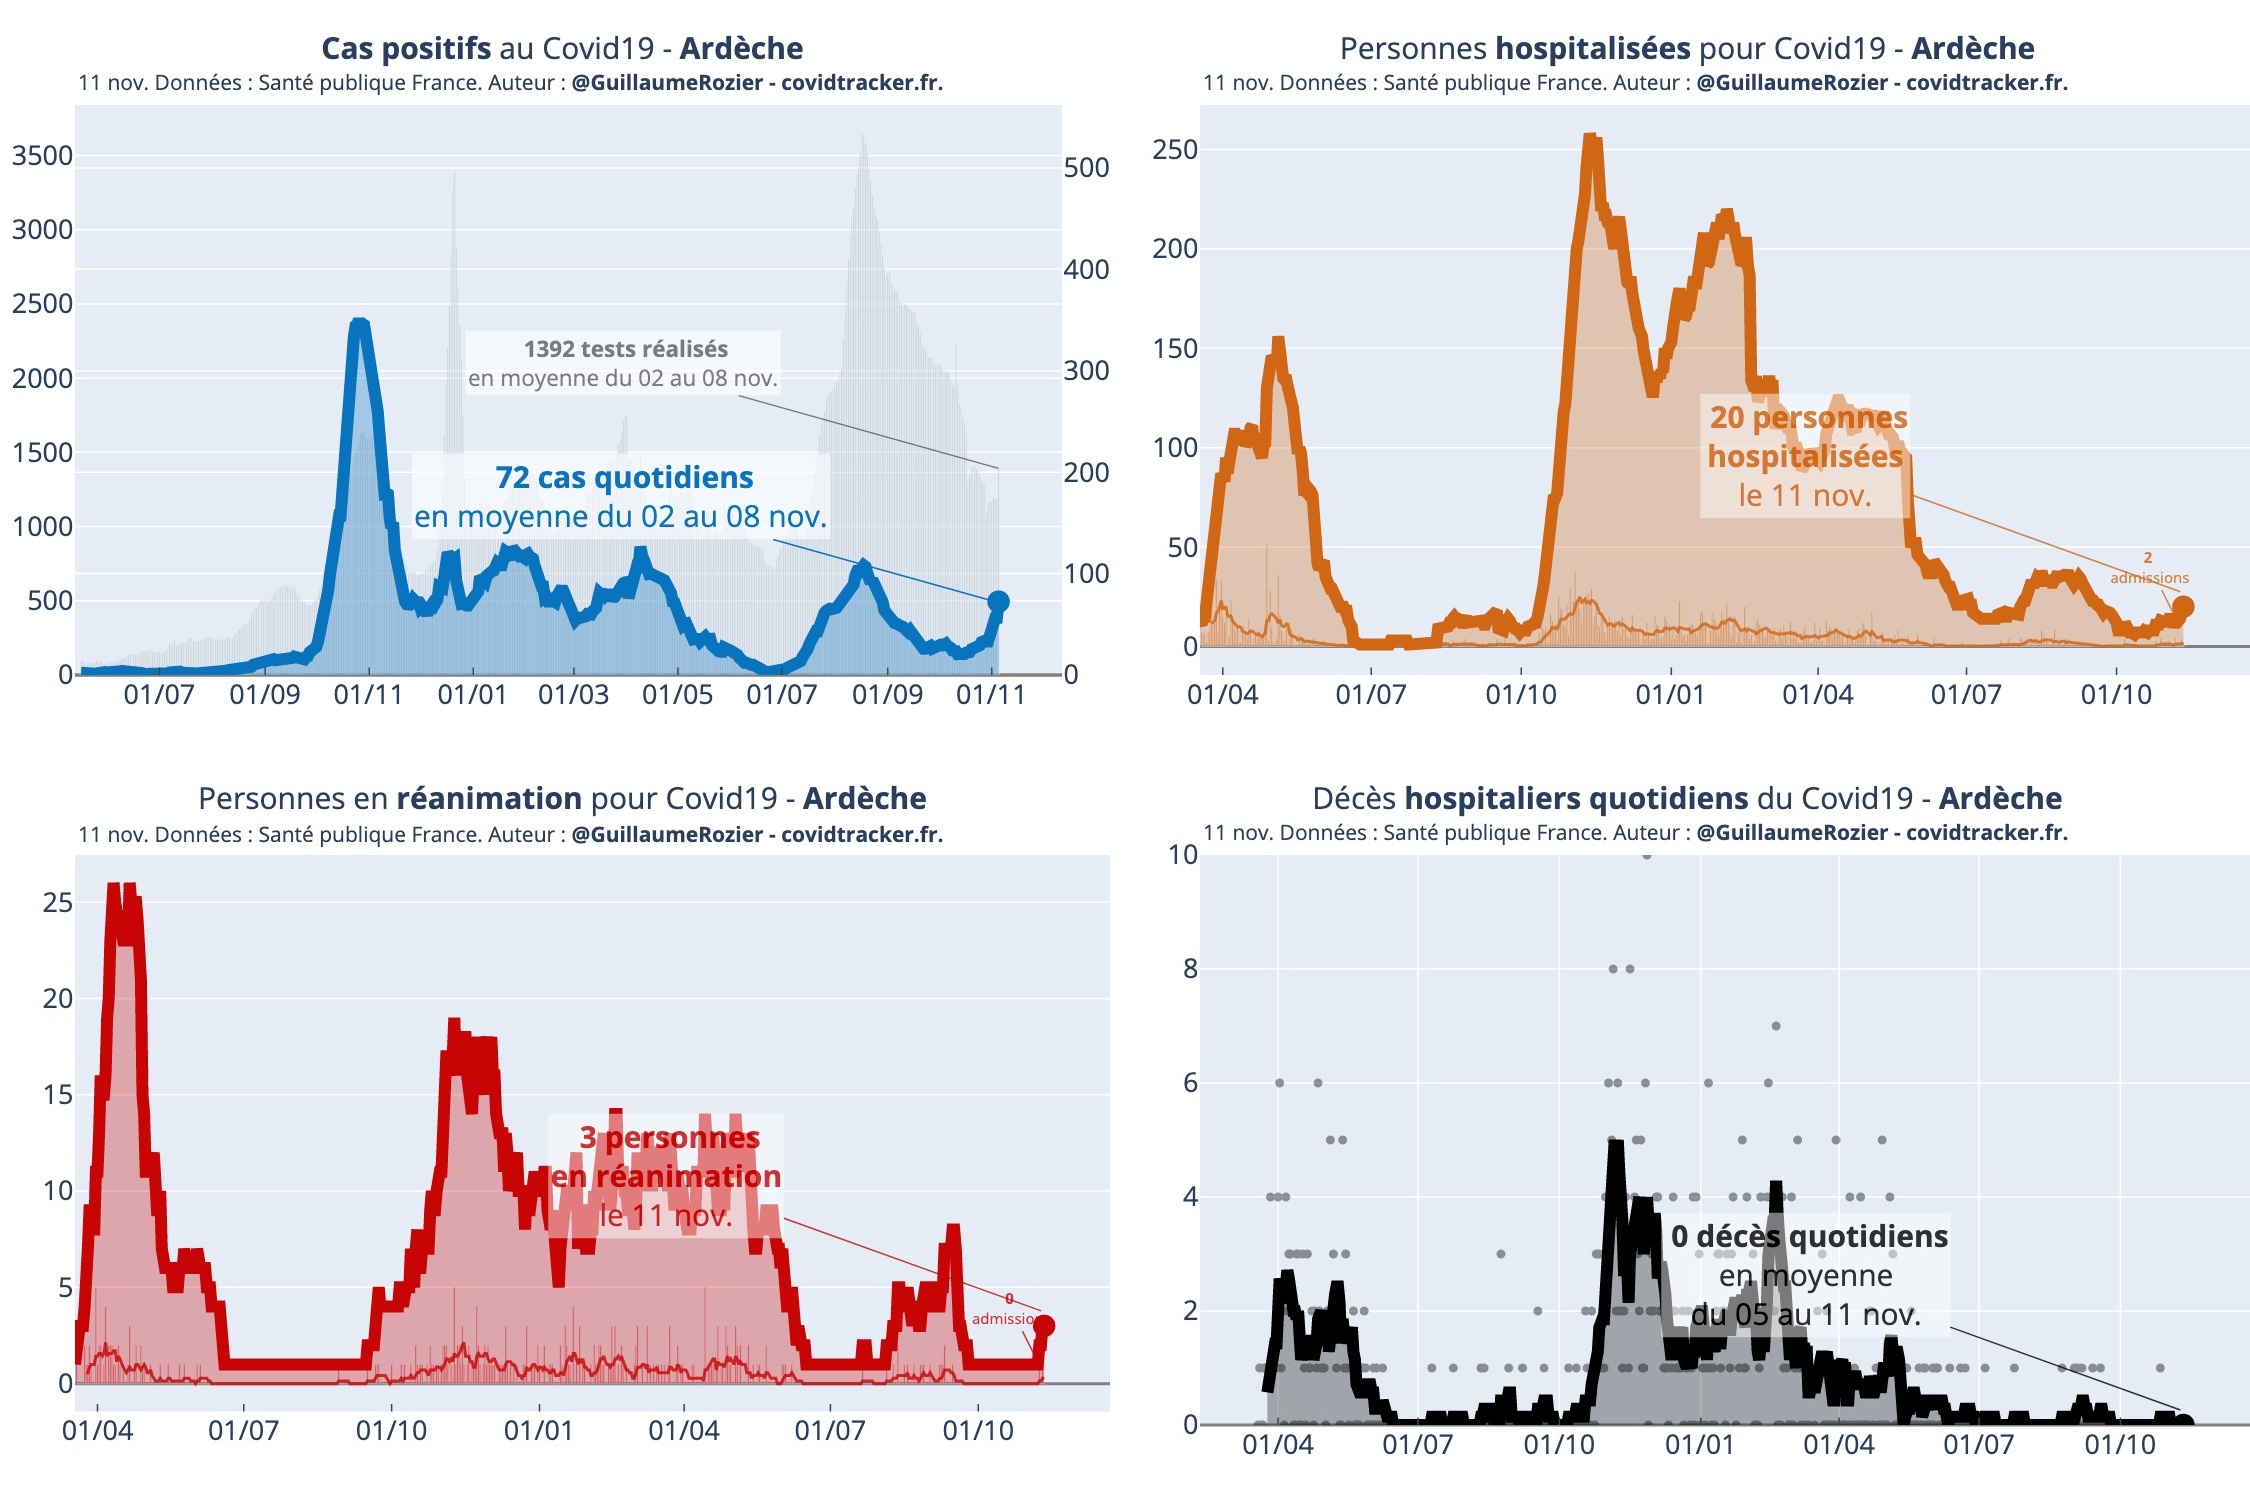 Cas positifs au Covid19 - Ardèche
11 nov. Données : Santé publique France. Auteur : @GuillaumeRozier - covidtracker.fr.
3500
3000
2500
2000
1500
1000
500
0
500
400
300
200
100
0
1392 tests réalisés
en moyenne du 02 au 08 nov.
72 cas quotidiens
en moyenne du 02 au 08 nov.
01/07 01/09 01/11 01/01 01/03 01/05 01/07 01/09 01/11
Personnes hospitalisées pour Covid19 - Ardèche
11 nov. Données : Santé publique France. Auteur : @GuillaumeRozier - covidtracker.fr.
250
200
150
100
50
0
20 personnes
hospitalisées
le 11 nov.
2
admissions
01/04 01/07 01/10 01/01 01/04 01/07 01/10
Personnes en réanimation pour Covid19 - Ardèche
11 nov. Données : Santé publique France. Auteur : @GuillaumeRozier - covidtracker.fr.
25
20
15
10
5
0
3 personnes
en réanimation
le 11 nov.
0
admissio
01/04 01/07 01/10 01/01 01/04 01/07 01/10
Décès hospitaliers quotidiens du Covid19 - Ardèche
11 nov. Données : Santé publique France. Auteur : @GuillaumeRozier - covidtracker.fr.
10
8
6
4
2
0
0 décès quotidiens
en moyenne
du 05 au 11 nov.
01/04 01/07 01/10 01/01 01/04 01/07 01/10